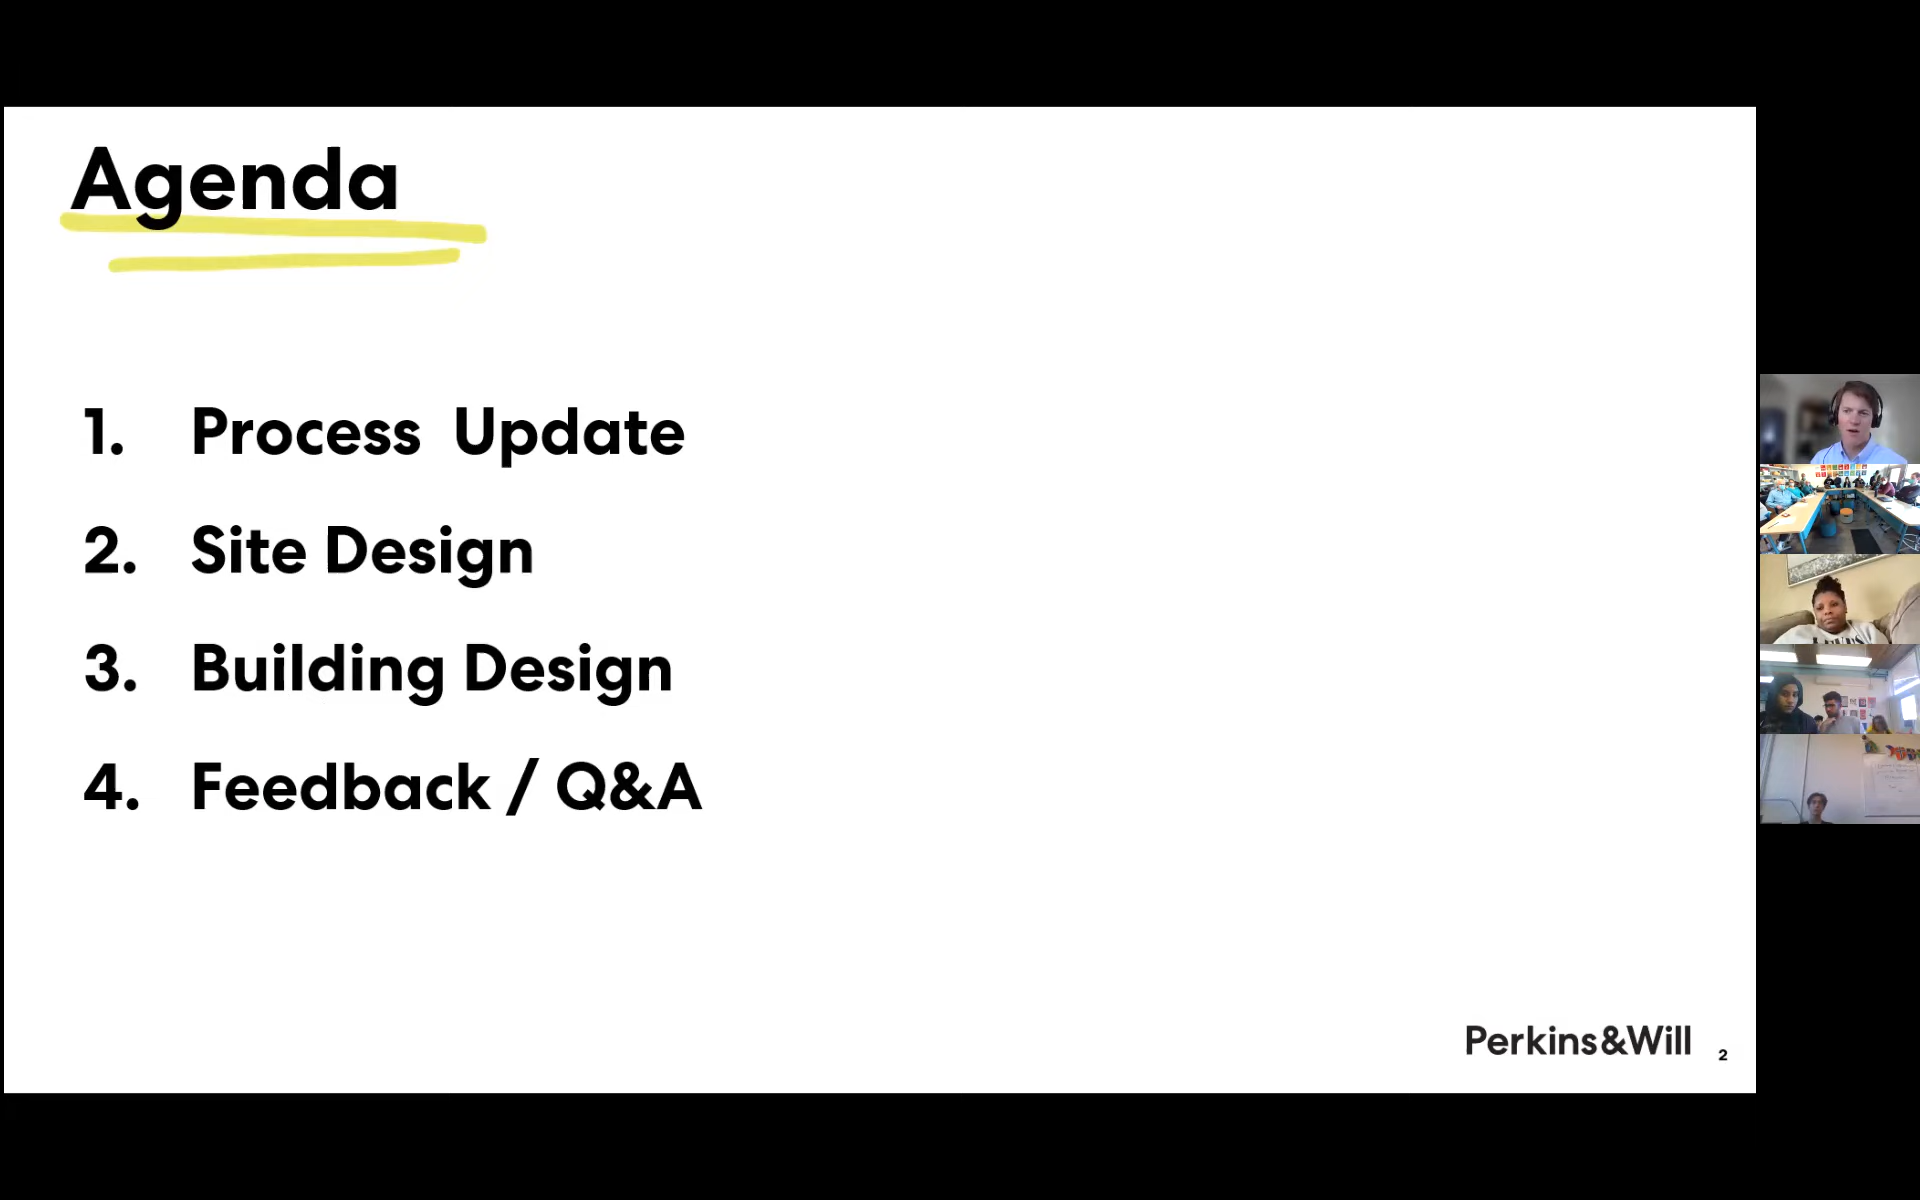 Agenda
1. Process Update
2. Site Design
3. Building Design
4. Feedback / Q&A
Perkins&Will
2